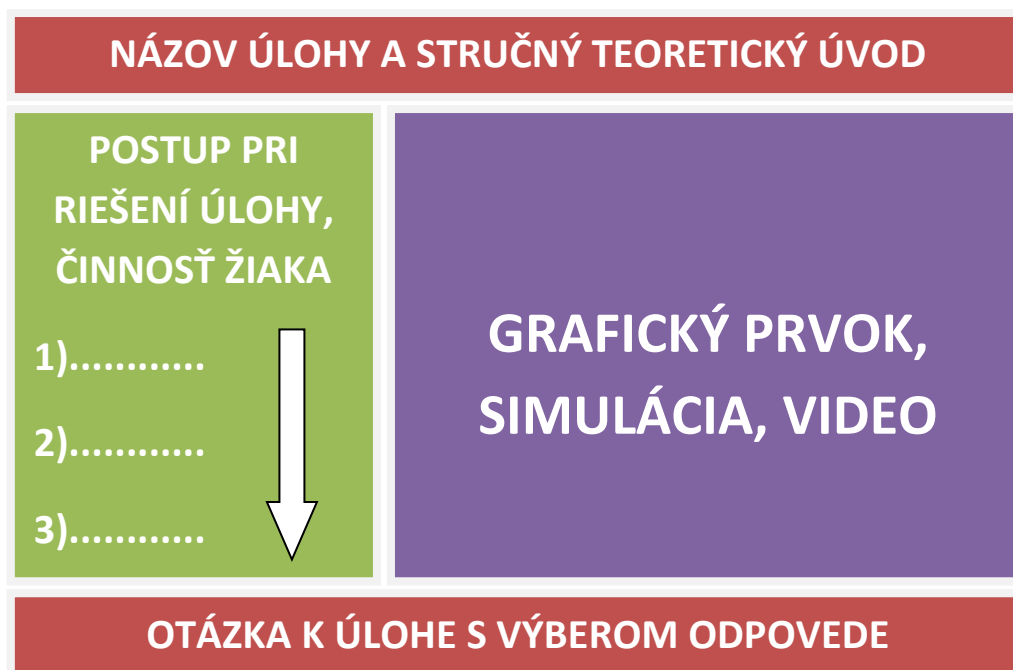 NÁZOV ÚLOHY A STRUČNÝ TEORETICKÝ ÚVOD
POSTUP PRI
RIEŠENÍ ÚLOHY,
ČINNOSŤ ŽIAKA
1)............
2)............
3)............
GRAFICKÝ PRVOK,
SIMULÁCIA, VIDEO
OTÁZKA K ÚLOHE S VÝBEROM ODPOVEDE